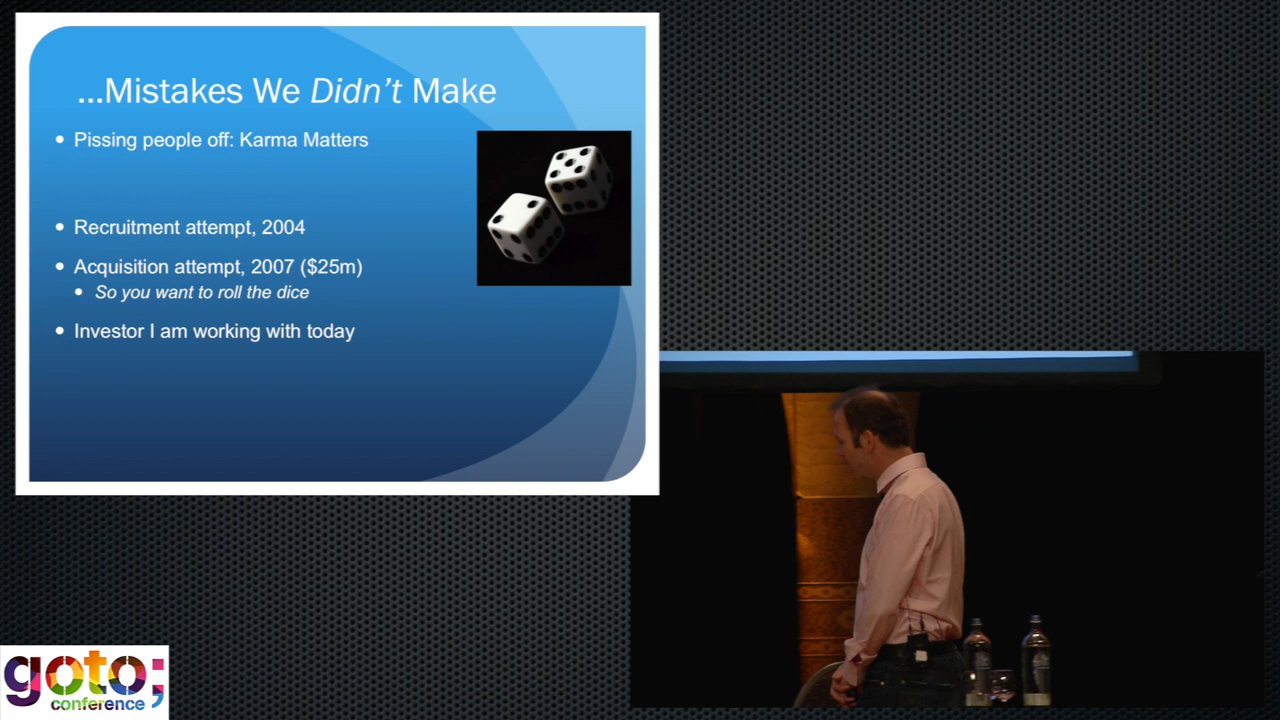 ...Mistakes We Didn't Make
• Pissing people off: Karma Matters
• Recruitment attempt, 2004
• Acquisition attempt, 2007 ($25m)
• So you want to roll the dice
• Investor I am working with today
goto;
conference